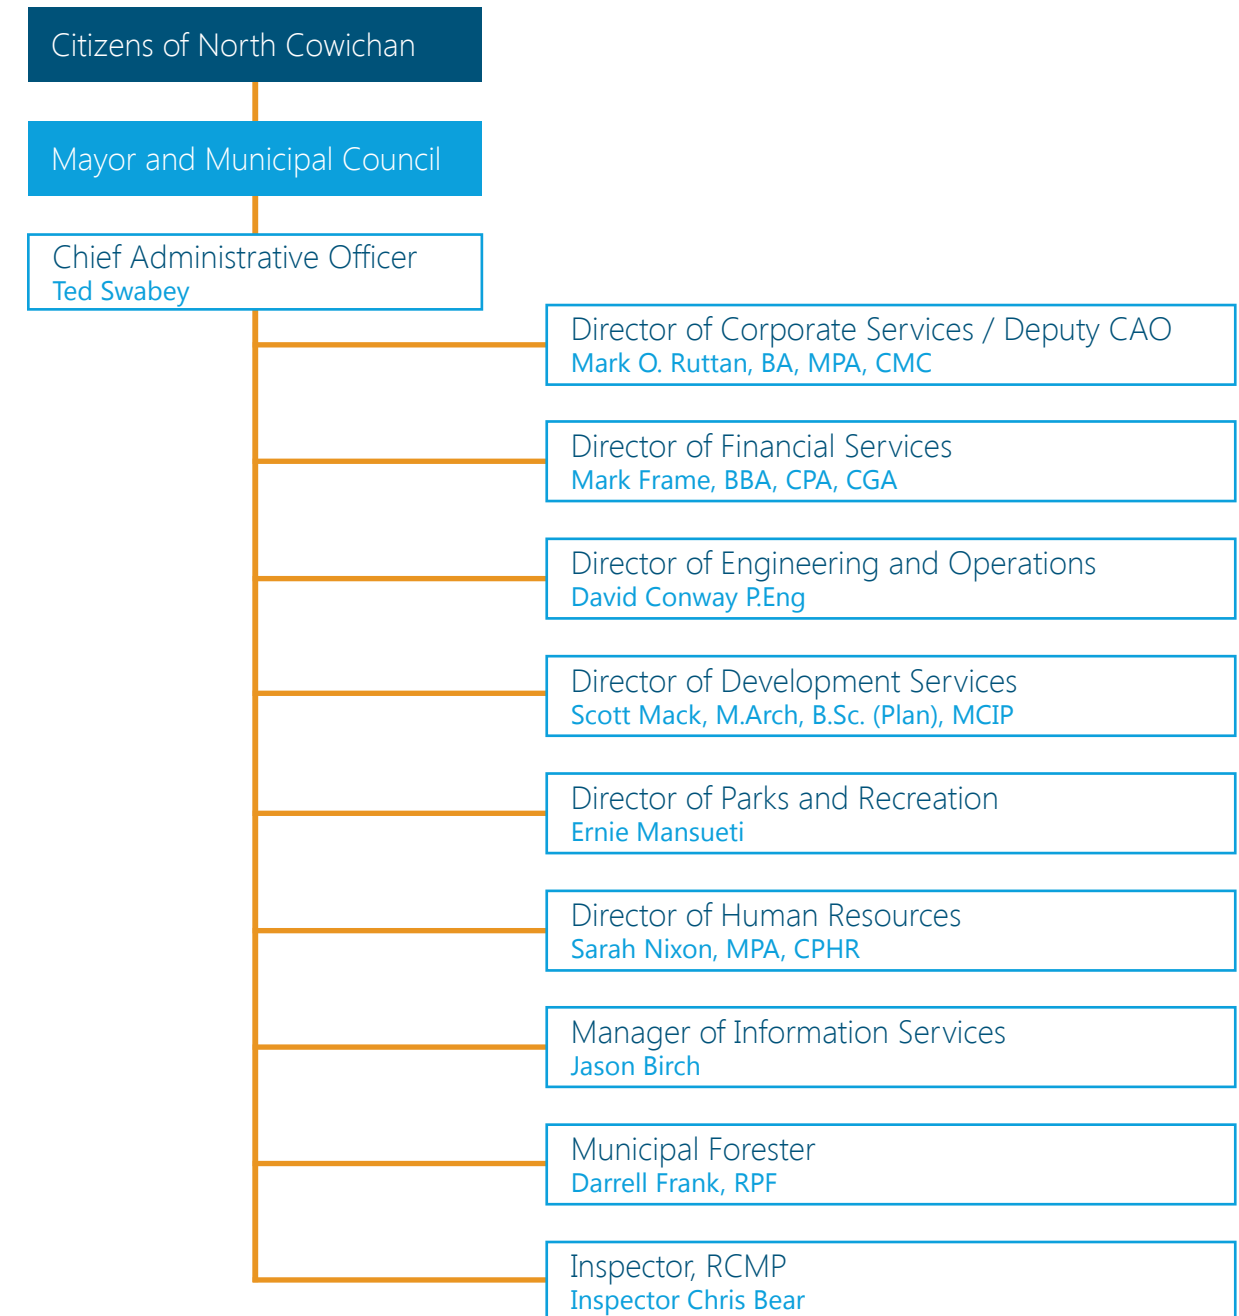 Citizens of North Cowichan
Mayor and Municipal Council
Chief Administrative Officer
Ted Swabey
Director of Corporate Services / Deputy CAO
Mark O. Ruttan, BA, MPA, CMC
Director of Financial Services
Mark Frame, BBA, CPA, CGA
Director of Engineering and Operations
David Conway P.Eng
Director of Development Services
Scott Mack, M.Arch, B.Sc. (Plan), MCIP
Director of Parks and Recreation
Ernie Mansueti
Director of Human Resources
Sarah Nixon, MPA, CPHR
Manager of Information Services
Jason Birch
Municipal Forester
Darrell Frank, RPF
Inspector, RCMP
Inspector Chris Bear